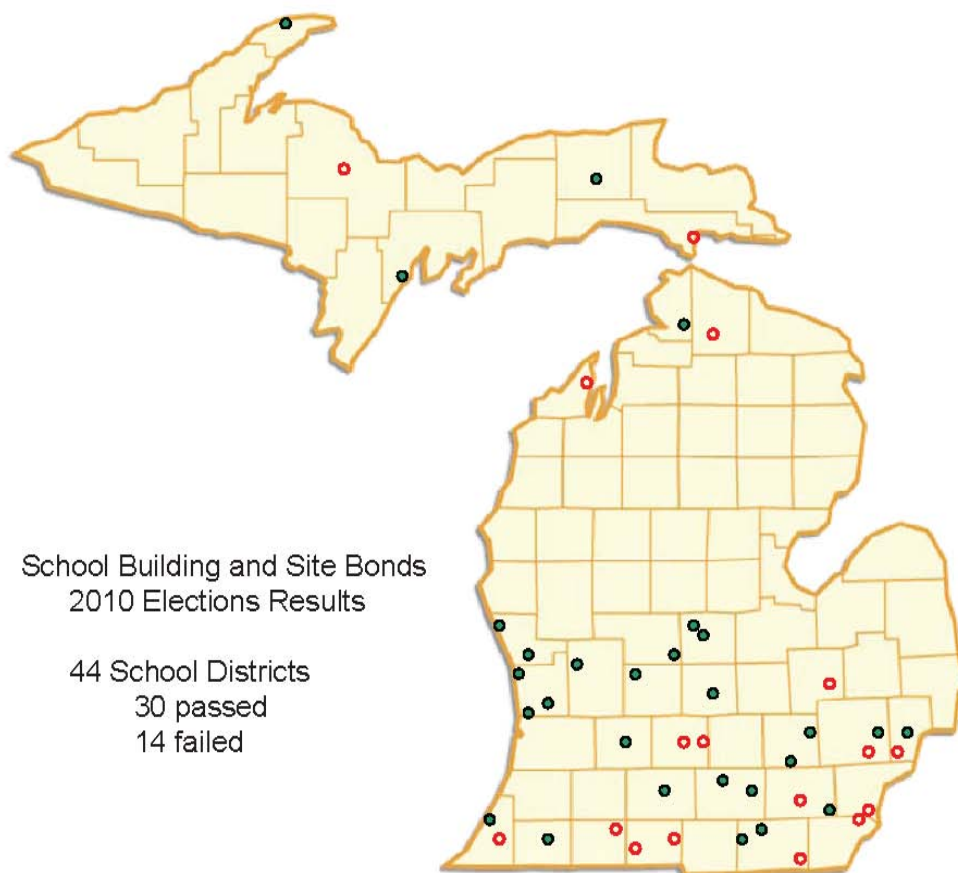 School Building and Site Bonds
2010 Elections Results
44 School Districts
30 passed
14 failed